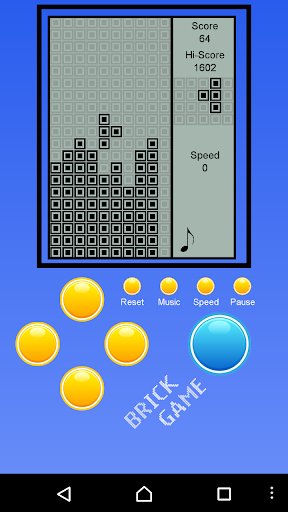 Score
64
Hi-Score
1602
Speed
0
Reset Music Speed Pause
BRICK
GAME